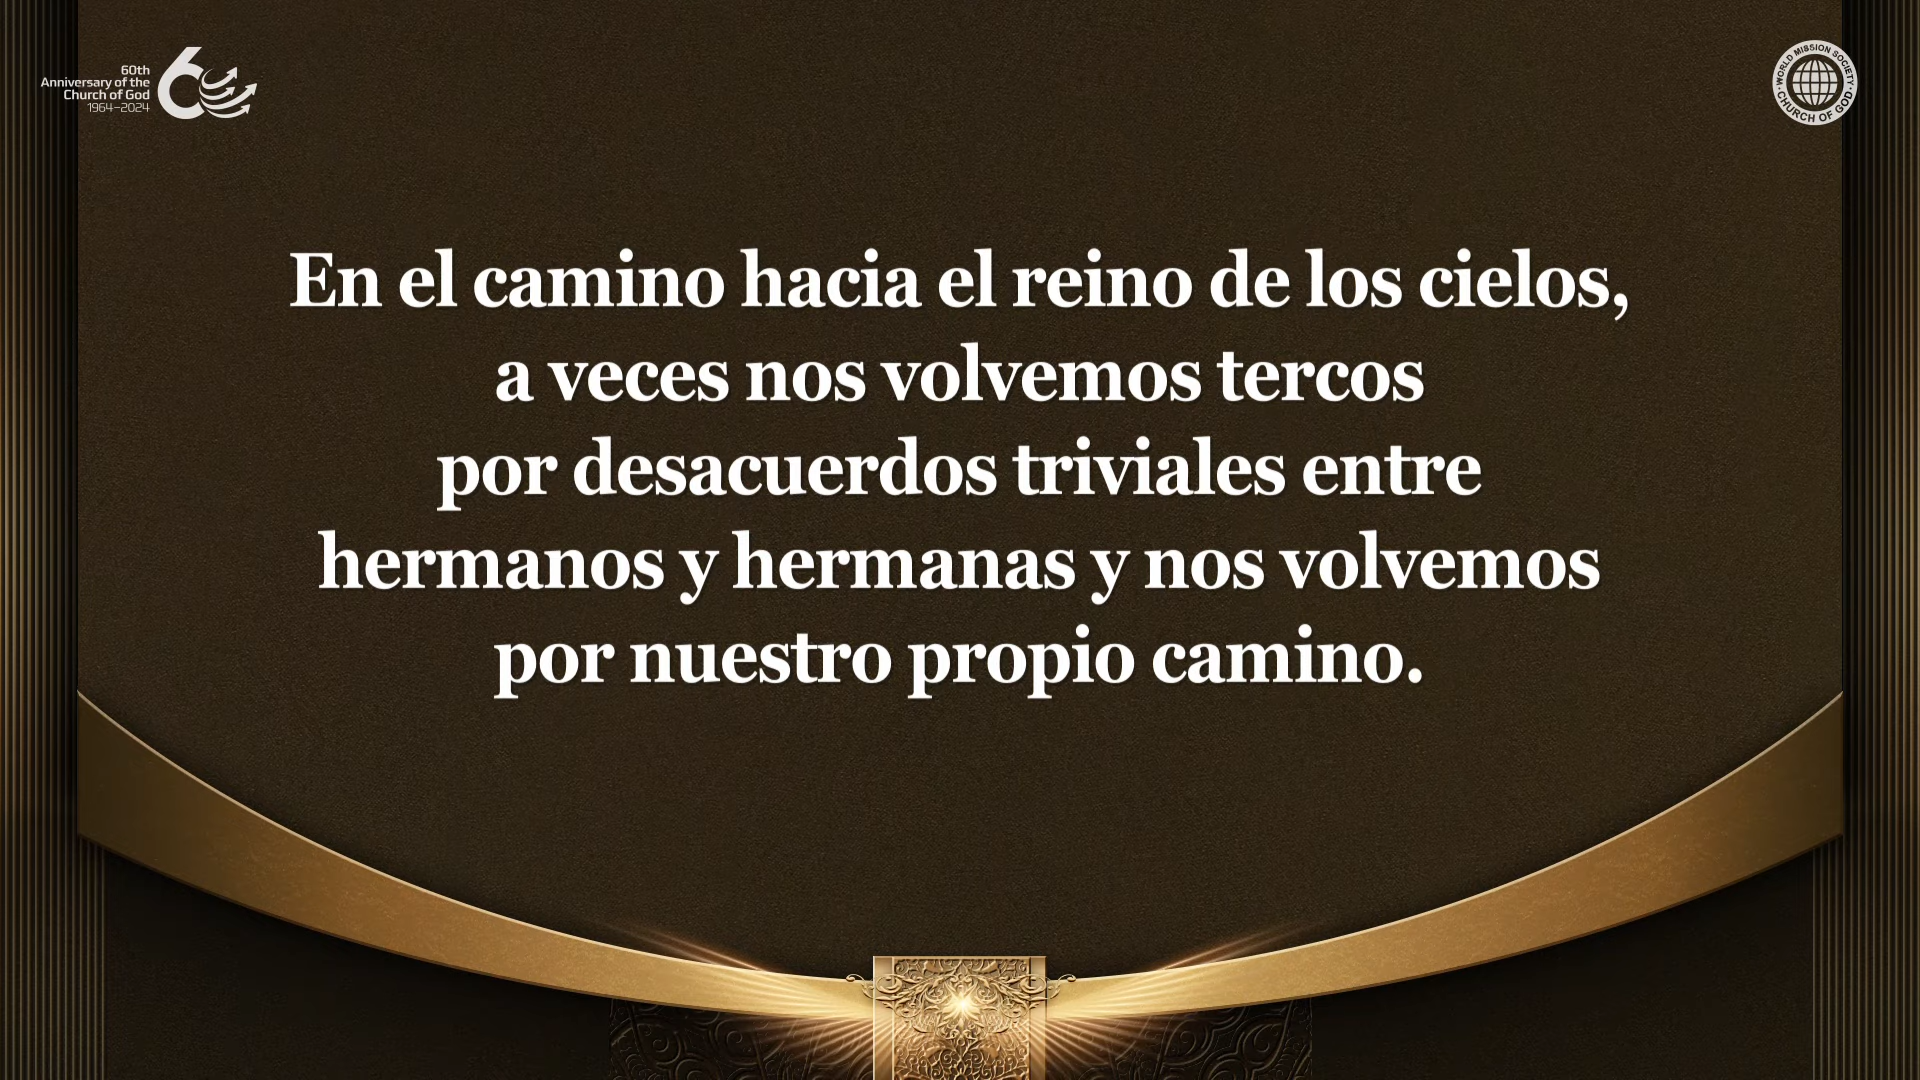 60th
Anniversary of the
Church of God
1964–2024
WORLD MISSION SOCIETY
CHURCH OF GOD
En el camino hacia el reino de los cielos,
a veces nos volvemos tercos
por desacuerdos triviales entre
hermanos y hermanas y nos volvemos
por nuestro propio camino.